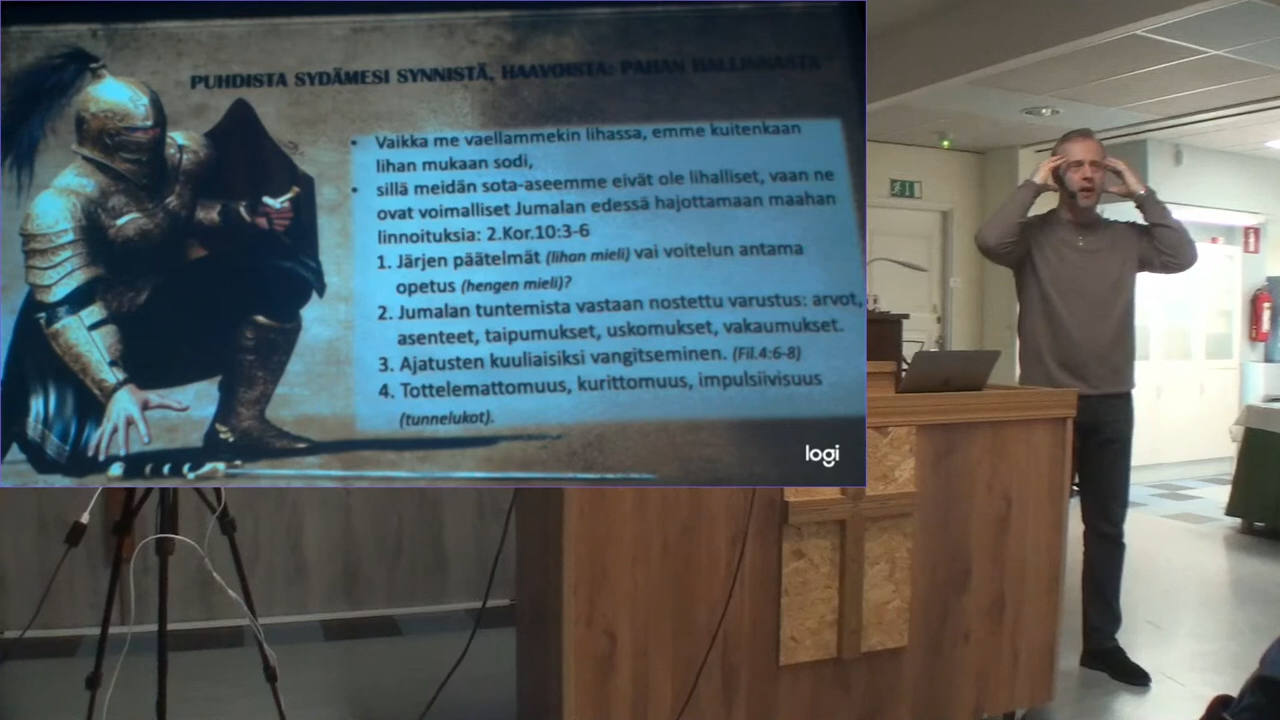 PUHDISTA SYDÄMESI SYNNISTÄ, HAAVOISTA: PAHAN HALLINNASTA
• Vaikka me vaellammekin lihassa, emme kuitenkaan
lihan mukaan sodi,
• sillä meidän sota-aseemme eivät ole lihalliset, vaan ne
ovat voimalliset Jumalan edessä hajottamaan maahan
linnoituksia: 2.Kor.10:3-6
1. Järjen päätelmät (lihan mieli) vai voitelun antama
opetus (hengen mieli)?
2. Jumalan tuntemista vastaan nostettu varustus: arvot,
asenteet, taipumukset, uskomukset, vakaumukset.
3. Ajatusten kuuliaisiksi vangitseminen. (Fil.4:6-8)
4. Tottelemattomuus, kurittomuus, impulsiivisuus
(tunnelukot).
logi